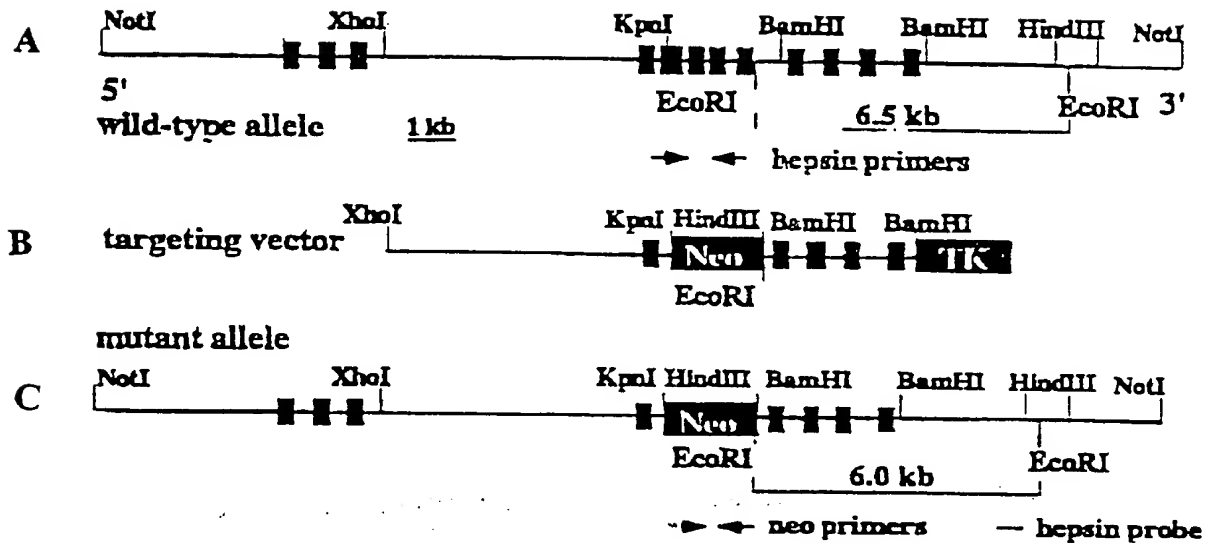 A NotI XhoI KpnI BamHI BamHI HindIII NotI
5' EcoRI 6.5 kb EcoRI 3'
wild-type allele 1 kb
hepsin primers
XhoI KpnI HindIII BamHI BamHI
B targeting vector Neo TK
EcoRI
mutant allele
C NotI XhoI KpnI HindIII BamHI BamHI HindIII NotI
Neo
EcoRI 6.0 kb EcoRI
neo primers hepsin probe